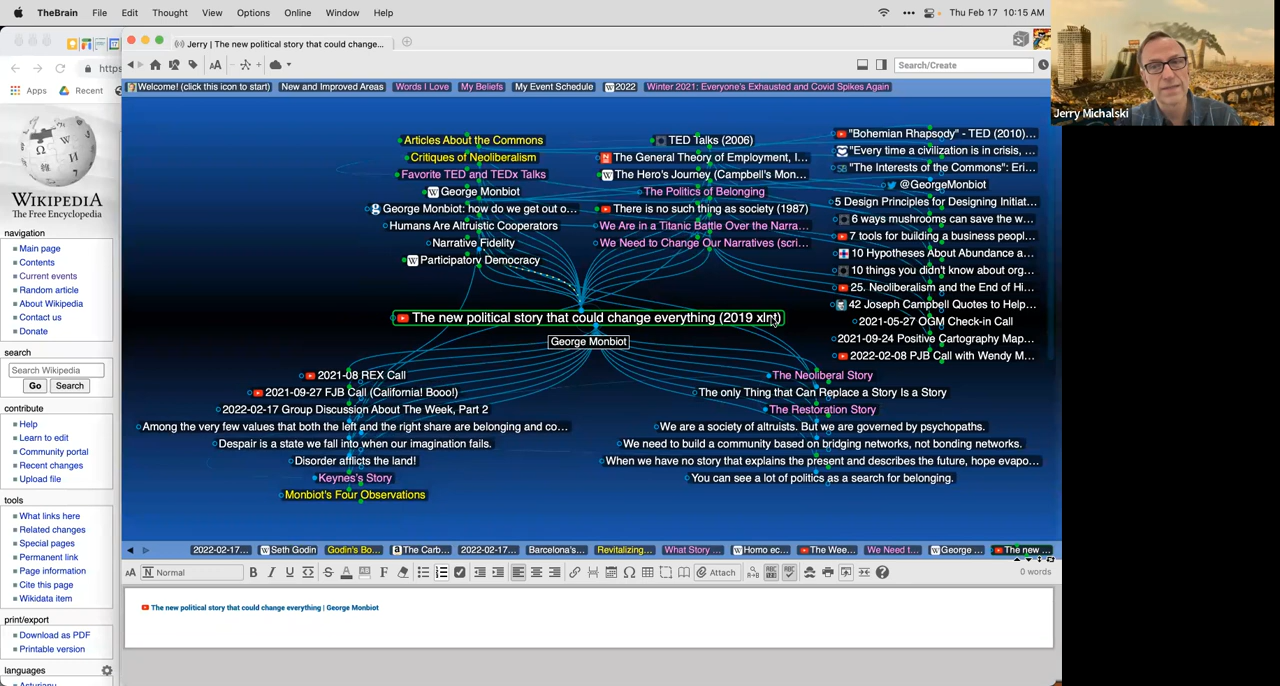 TheBrain File Edit Thought View Options Online Window Help
Thu Feb 17 10:15 AM
Jerry | The new political story that could change...
https
Apps Recent
AA
Search/Create
Welcome! (click this icon to start) New and Improved Areas Words I Love My Beliefs My Event Schedule 2022 Winter 2021: Everyone's Exhausted and Covid Spikes Again
Jerry Michalski
WIKIPEDIA
The Free Encyclopedia
navigation
Main page
Contents
Current events
Random article
About Wikipedia
Contact us
Donate
search
Search Wikipedia
Go Search
contribute
Help
Learn to edit
Community portal
Recent changes
Upload file
tools
What links here
Related changes
Special pages
Permanent link
Page information
Cite this page
Wikidata item
print/export
Download as PDF
Printable version
languages
Asturianu
Articles About the Commons
Critiques of Neoliberalism
Favorite TED and TEDx Talks
George Monbiot
George Monbiot: how do we get out o...
Humans Are Altruistic Cooperators
Narrative Fidelity
Participatory Democracy
TED Talks (2006)
The General Theory of Employment, I...
The Hero's Journey (Campbell's Mon...
The Politics of Belonging
There is no such thing as society (1987)
We Are in a Titanic Battle Over the Narra...
We Need to Change Our Narratives (scri...
"Bohemian Rhapsody" - TED (2010)...
"Every time a civilization is in crisis, ...
"The Interests of the Commons": Eri...
@GeorgeMonbiot
5 Design Principles for Designing Initiat...
6 ways mushrooms can save the w...
7 tools for building a business peopl...
10 Hypotheses About Abundance a...
10 things you didn't know about org...
25. Neoliberalism and the End of Hi...
42 Joseph Campbell Quotes to Help...
2021-05-27 OGM Check-in Call
2021-09-24 Positive Cartography Map...
2022-02-08 PJB Call with Wendy M...
The new political story that could change everything (2019 xlnt)
George Monbiot
2021-08 REX Call
2021-09-27 FJB Call (California! Booo!)
2022-02-17 Group Discussion About The Week, Part 2
Among the very few values that both the left and the right share are belonging and co...
Despair is a state we fall into when our imagination fails.
Disorder afflicts the land!
Keynes's Story
Monbiot's Four Observations
The Neoliberal Story
The only Thing that Can Replace a Story Is a Story
The Restoration Story
We are a society of altruists. But we are governed by psychopaths.
We need to build a community based on bridging networks, not bonding networks.
When we have no story that explains the present and describes the future, hope evapo...
You can see a lot of politics as a search for belonging.
2022-02-17... Seth Godin Godin's Bo... The Carb... 2022-02-17... Barcelona's... Revitalizing... What Story ... Homo ec... The Wee... We Need t... George ... The new ...
AA Normal B I U S A F Attach 0 words
The new political story that could change everything | George Monbiot